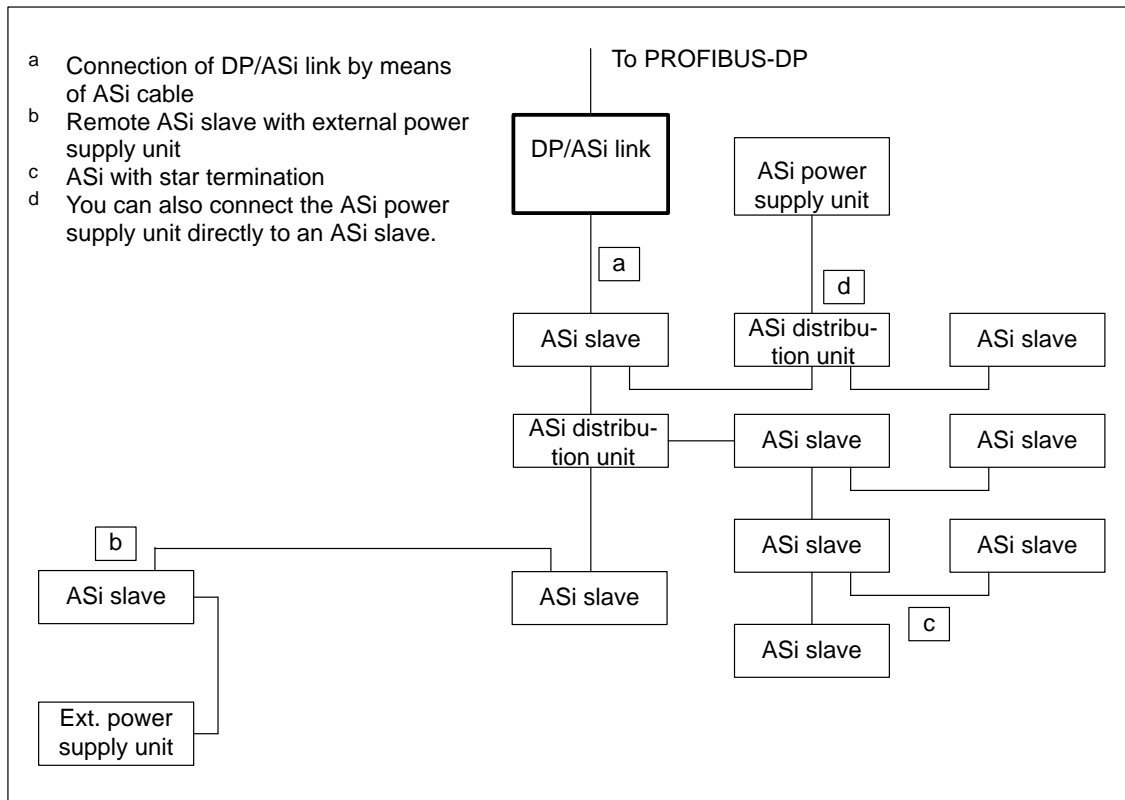 a Connection of DP/ASi link by means
of ASi cable
b Remote ASi slave with external power
supply unit
c ASi with star termination
d You can also connect the ASi power
supply unit directly to an ASi slave.
To PROFIBUS-DP
DP/ASi link
ASi power
supply unit
a
d
ASi slave
ASi distribu-
tion unit
ASi slave
ASi distribu-
tion unit
ASi slave
ASi slave
b
ASi slave
ASi slave
ASi slave
ASi slave
c
ASi slave
Ext. power
supply unit